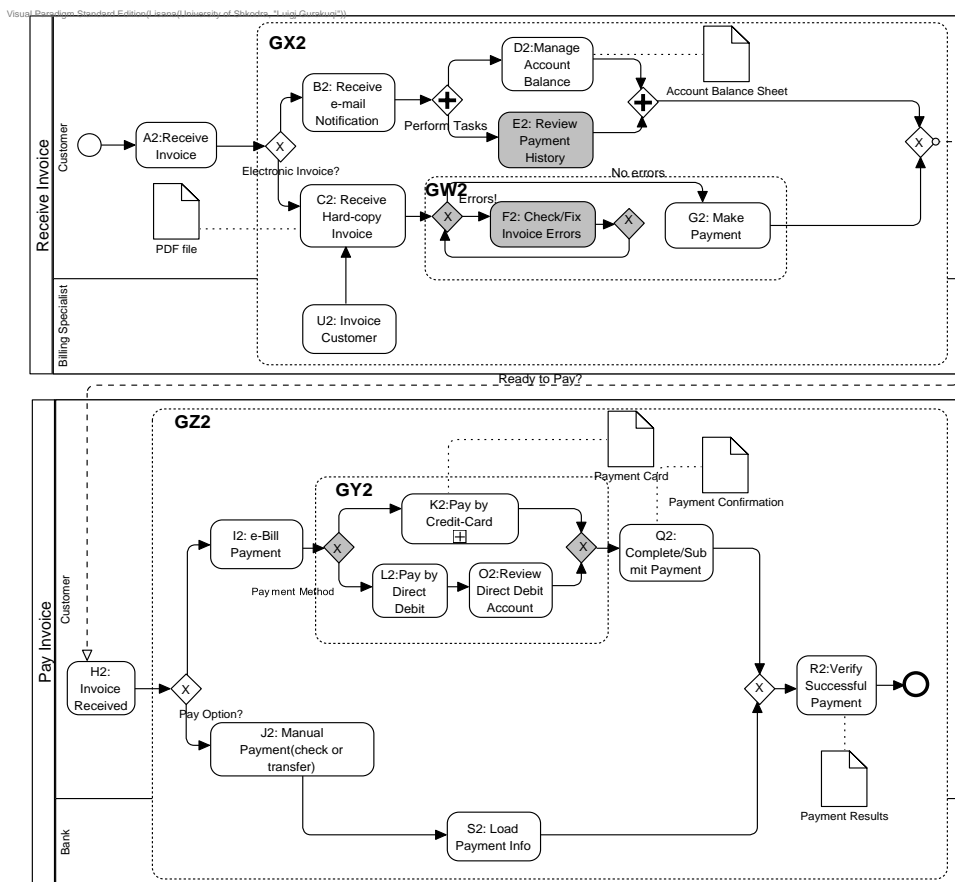 Visual Paradigm Standard Edition(Lisana(University of Shkodra, "Luigj Gurakuqi"))
Receive Invoice
Customer
Billing Specialist
GX2
A2:Receive
Invoice
PDF file
X
Electronic Invoice?
B2: Receive
e-mail
Notification
C2: Receive
Hard-copy
Invoice
U2: Invoice
Customer
Perform Tasks
D2:Manage
Account
Balance
E2: Review
Payment
History
Account Balance Sheet
GW2
No errors
X
Errors!
F2: Check/Fix
Invoice Errors
X
G2: Make
Payment
X
Ready to Pay?
Pay Invoice
Customer
Bank
GZ2
H2:
Invoice
Received
X
Pay Option?
I2: e-Bill
Payment
J2: Manual
Payment(check or
transfer)
GY2
X
Payment Method
K2:Pay by
Credit-Card
L2:Pay by
Direct
Debit
O2:Review
Direct Debit
Account
X
Payment Card
Payment Confirmation
Q2:
Complete/Sub
mit Payment
S2: Load
Payment Info
X
R2:Verify
Successful
Payment
Payment Results